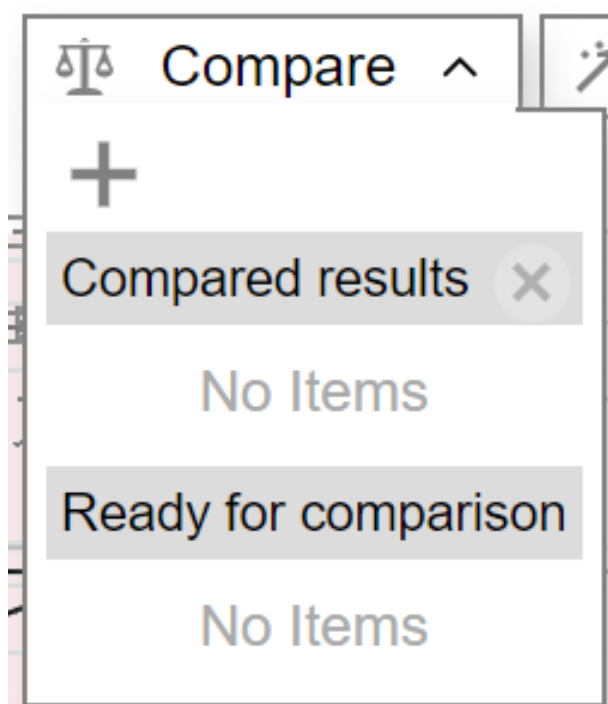 Compare
Compared results
No Items
Ready for comparison
No Items